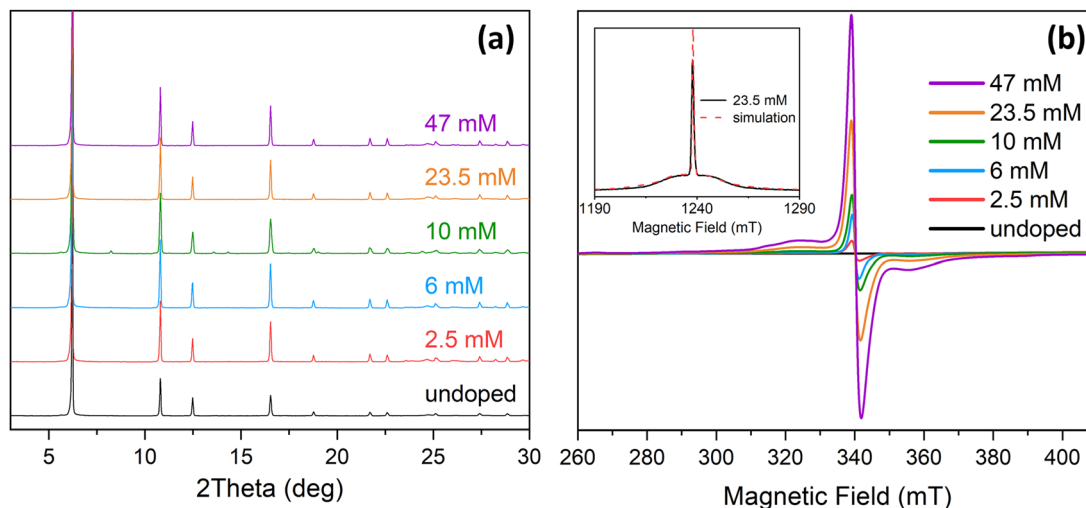 (a)
47 mM
23.5 mM
10 mM
6 mM
2.5 mM
undoped
5 10 15 20 25 30
2Theta (deg)
(b)
23.5 mM
simulation
1190 1240 1290
Magnetic Field (mT)
47 mM
23.5 mM
10 mM
6 mM
2.5 mM
undoped
260 280 300 320 340 360 380 400
Magnetic Field (mT)